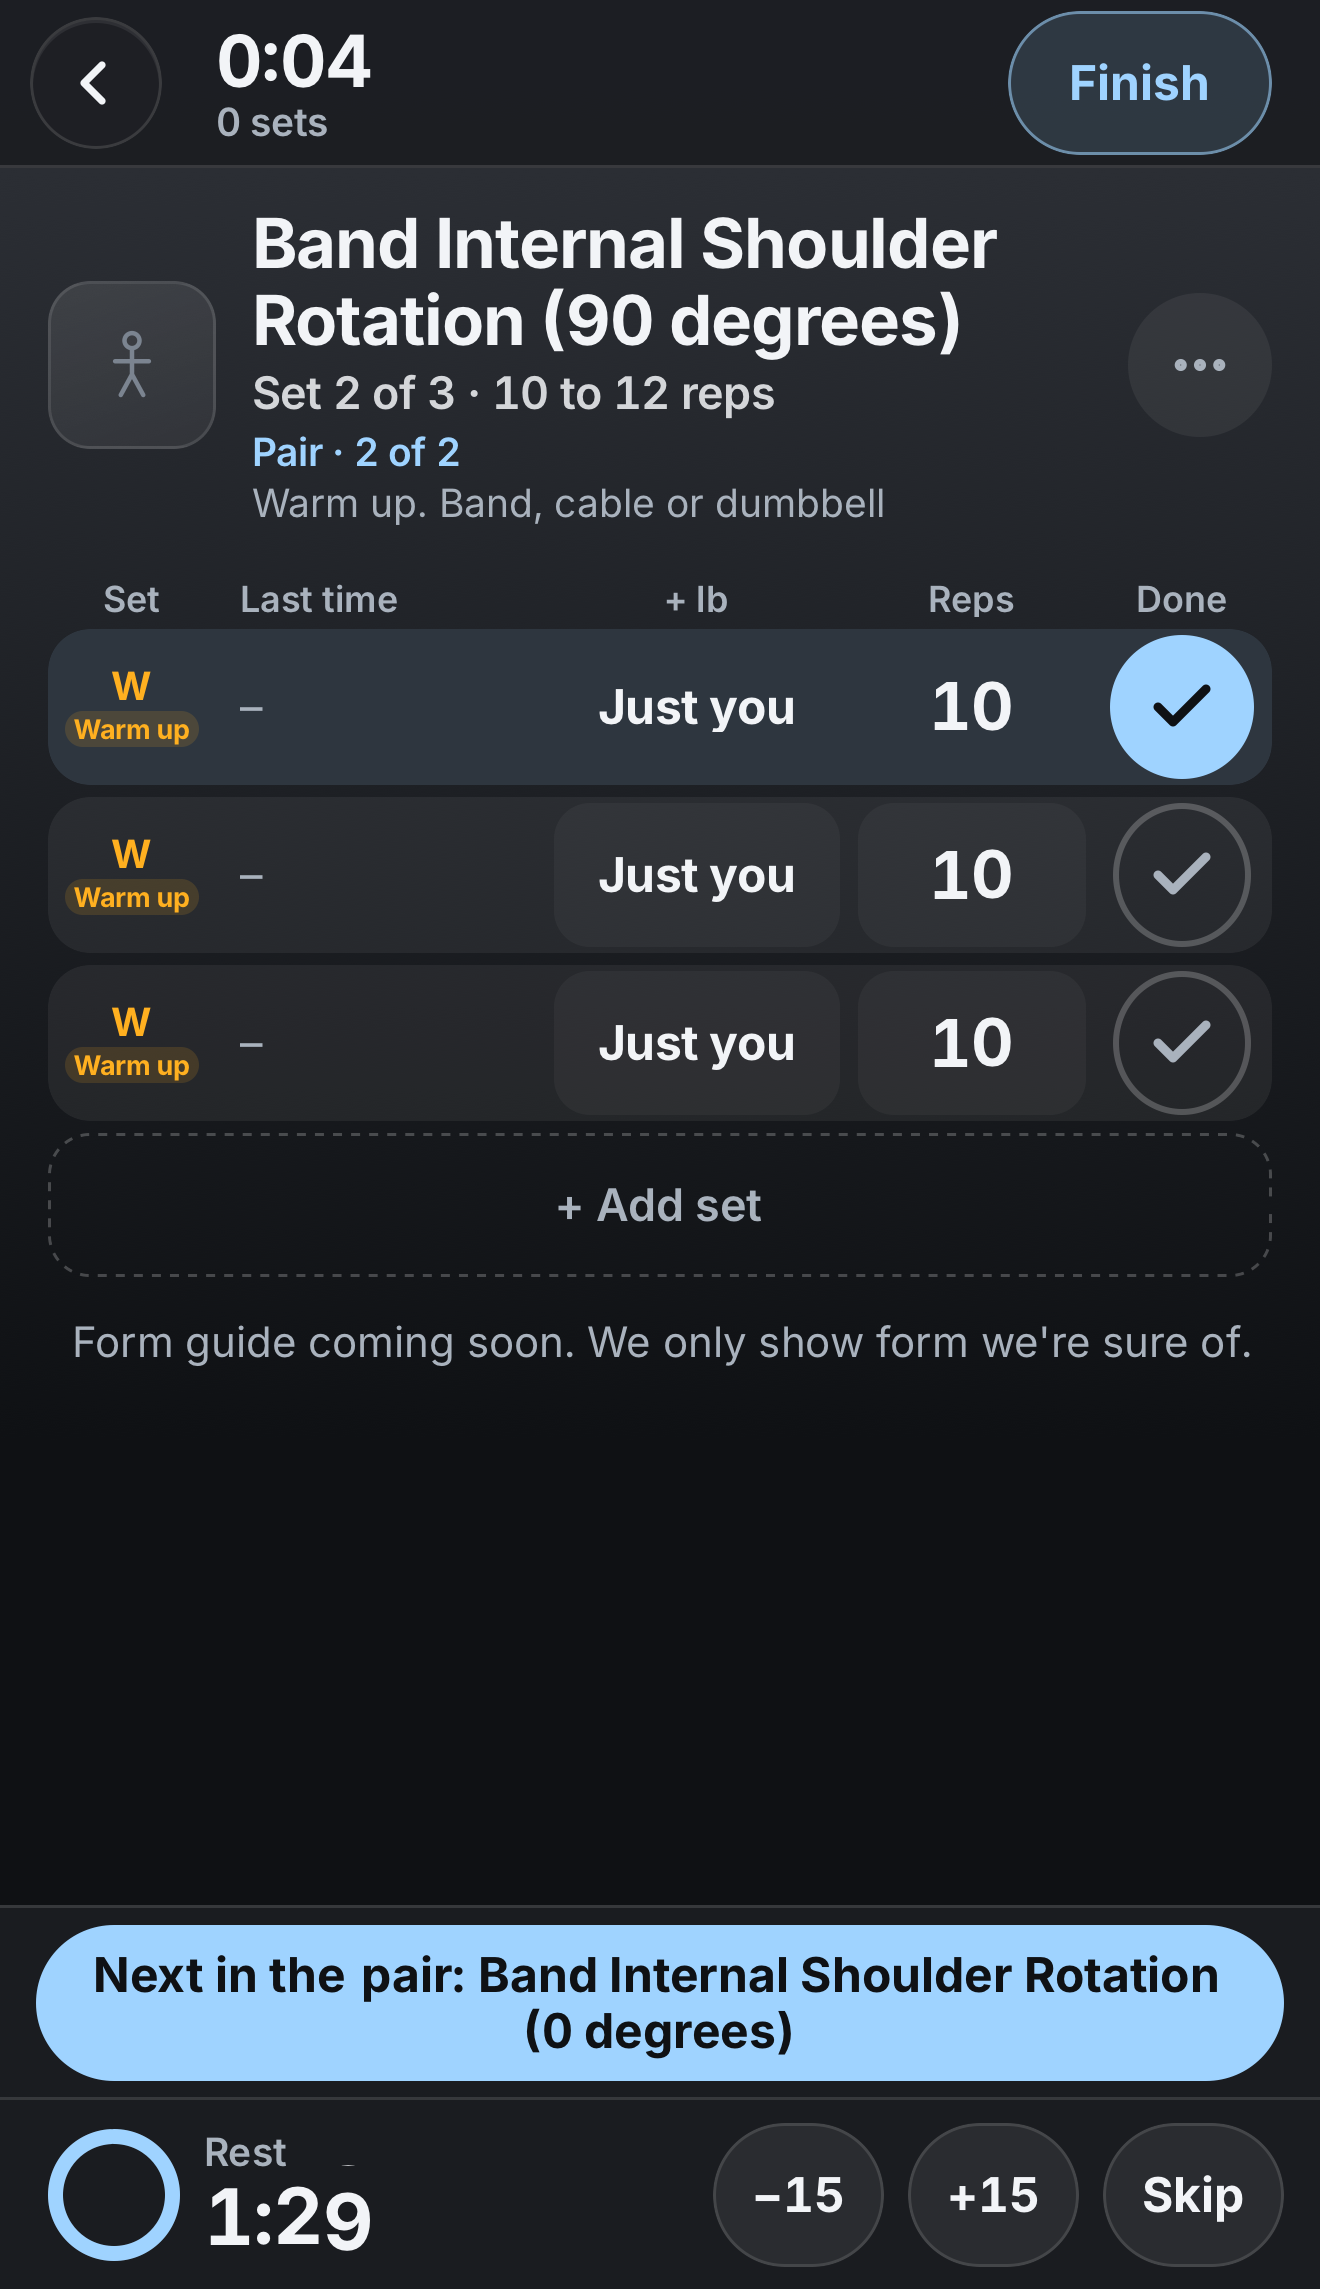 0:04
0 sets
Finish
Band Internal Shoulder
Rotation (90 degrees)
Set 2 of 3 · 10 to 12 reps
Pair · 2 of 2
Warm up. Band, cable or dumbbell
Set Last time + lb Reps Done
W
Warm up
– Just you 10
W
Warm up
– Just you 10
W
Warm up
– Just you 10
+ Add set
Form guide coming soon. We only show form we're sure of.
Next in the pair: Band Internal Shoulder Rotation
(0 degrees)
Rest
1:29
–15
+15
Skip